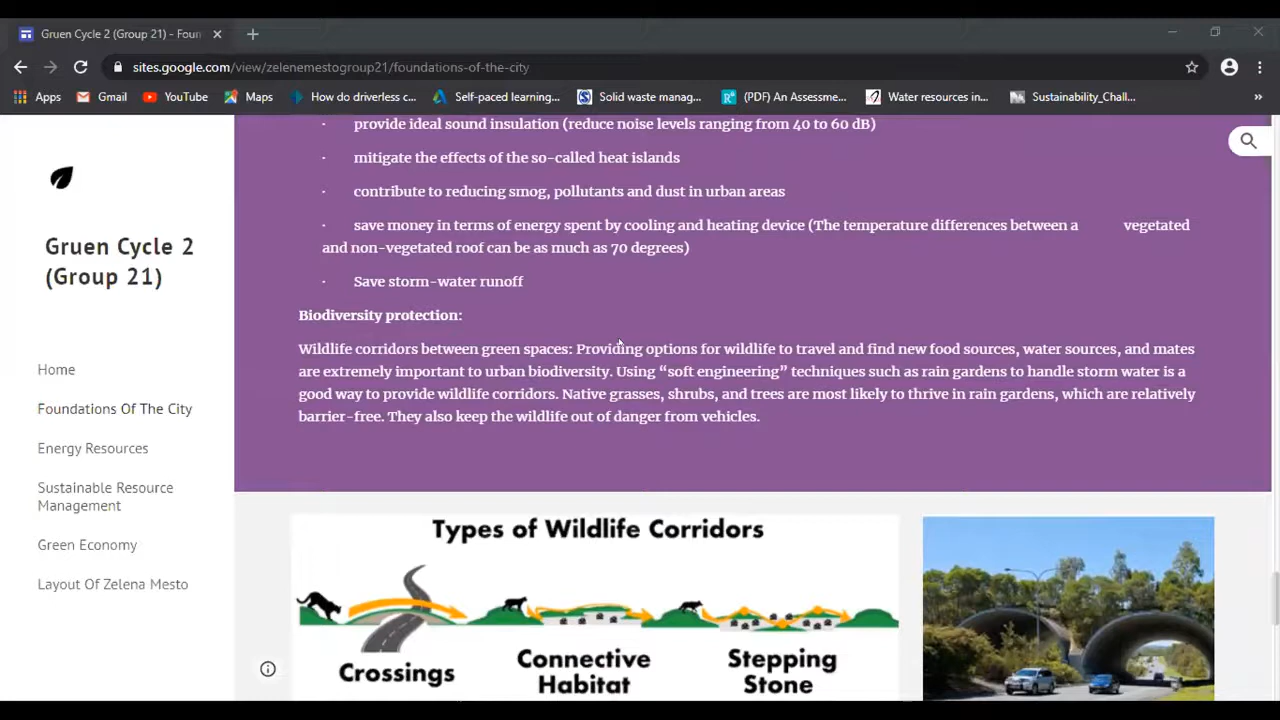 Gruen Cycle 2 (Group 21) - Foun
sites.google.com/view/zelenemestogroup21/foundations-of-the-city
Apps
Gmail
YouTube
Maps
How do driverless c...
Self-paced learning...
Solid waste manag...
(PDF) An Assessme...
Water resources in...
Sustainability_Chall...
Gruen Cycle 2
(Group 21)
Home
Foundations Of The City
Energy Resources
Sustainable Resource
Management
Green Economy
Layout Of Zelena Mesto
· provide ideal sound insulation (reduce noise levels ranging from 40 to 60 dB)
· mitigate the effects of the so-called heat islands
· contribute to reducing smog, pollutants and dust in urban areas
· save money in terms of energy spent by cooling and heating device (The temperature differences between a vegetated
and non-vegetated roof can be as much as 70 degrees)
· Save storm-water runoff
Biodiversity protection:
Wildlife corridors between green spaces: Providing options for wildlife to travel and find new food sources, water sources, and mates
are extremely important to urban biodiversity. Using “soft engineering” techniques such as rain gardens to handle storm water is a
good way to provide wildlife corridors. Native grasses, shrubs, and trees are most likely to thrive in rain gardens, which are relatively
barrier-free. They also keep the wildlife out of danger from vehicles.
Types of Wildlife Corridors
Crossings
Connective
Habitat
Stepping
Stone